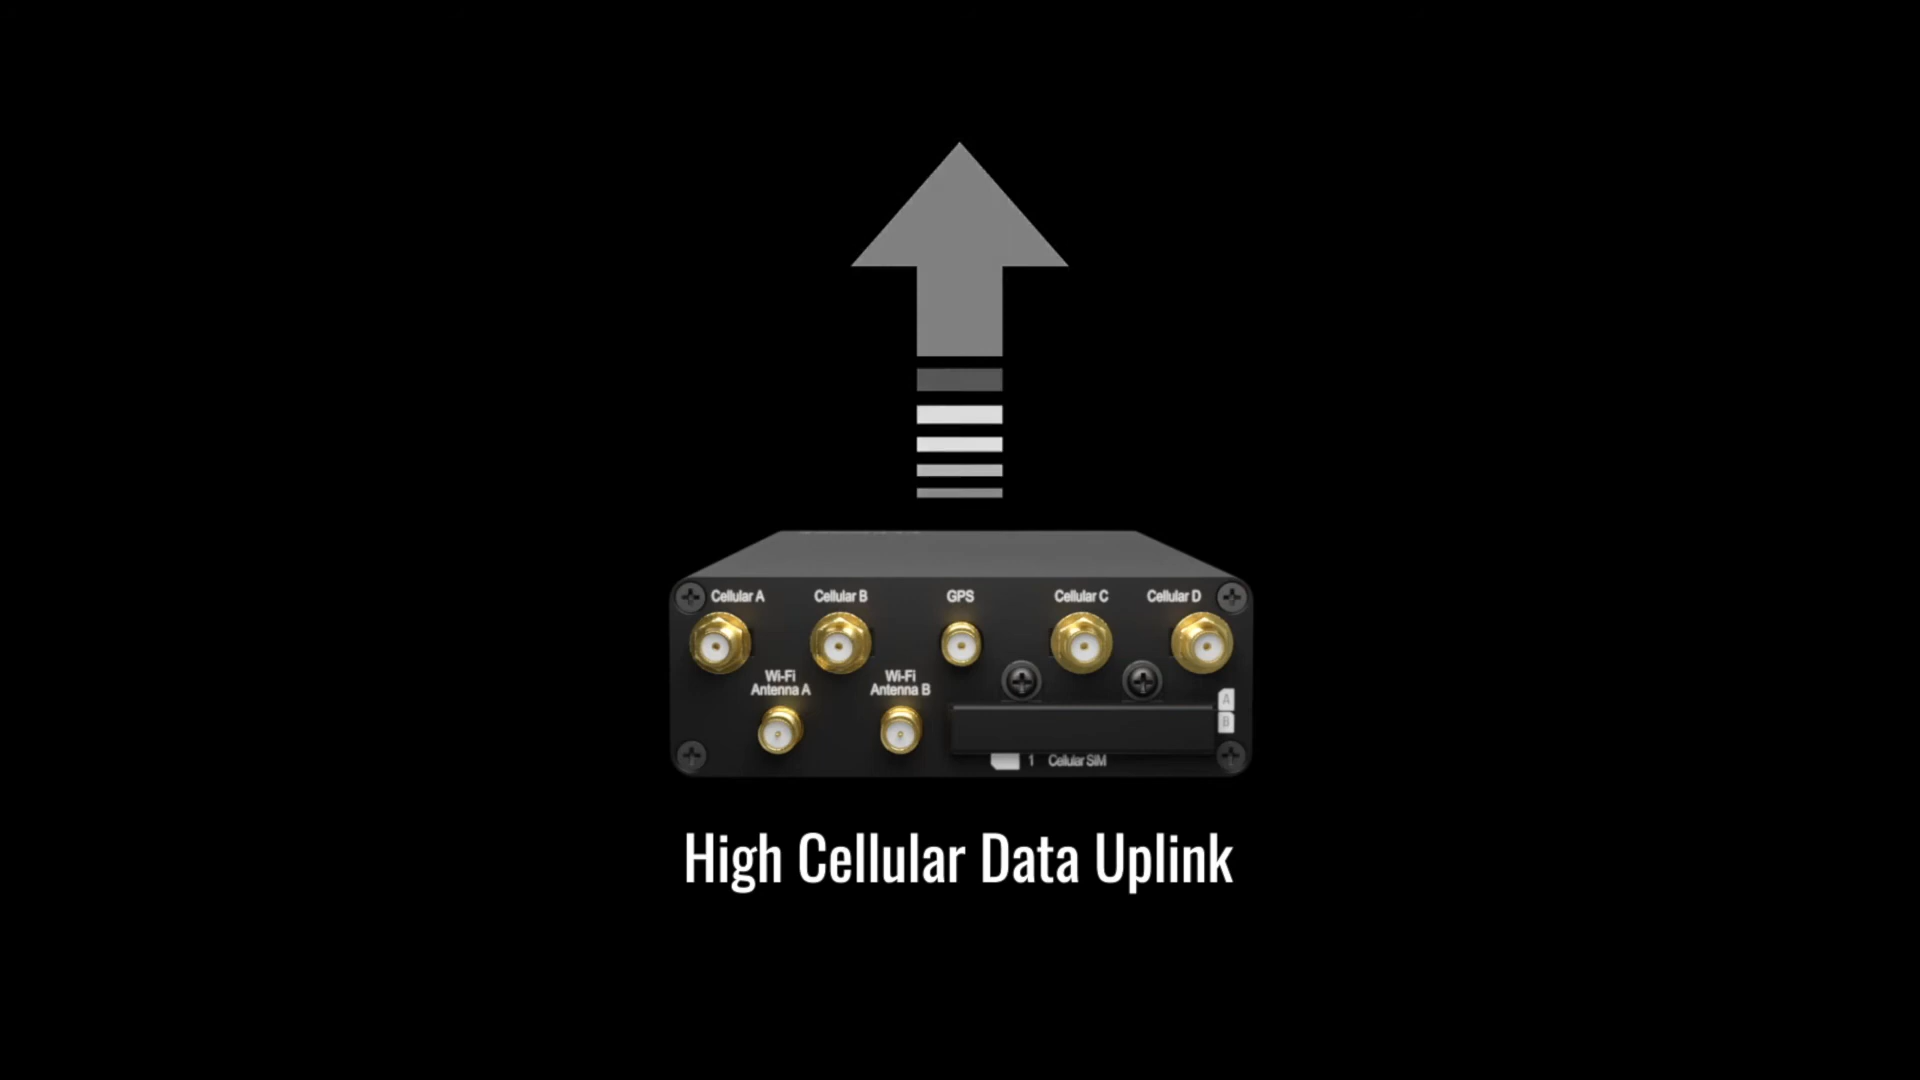 Cellular A
Cellular B
GPS
Cellular C
Cellular D
Wi-Fi
Antenna A
Wi-Fi
Antenna B
A
B
1 Cellular SIM
High Cellular Data Uplink